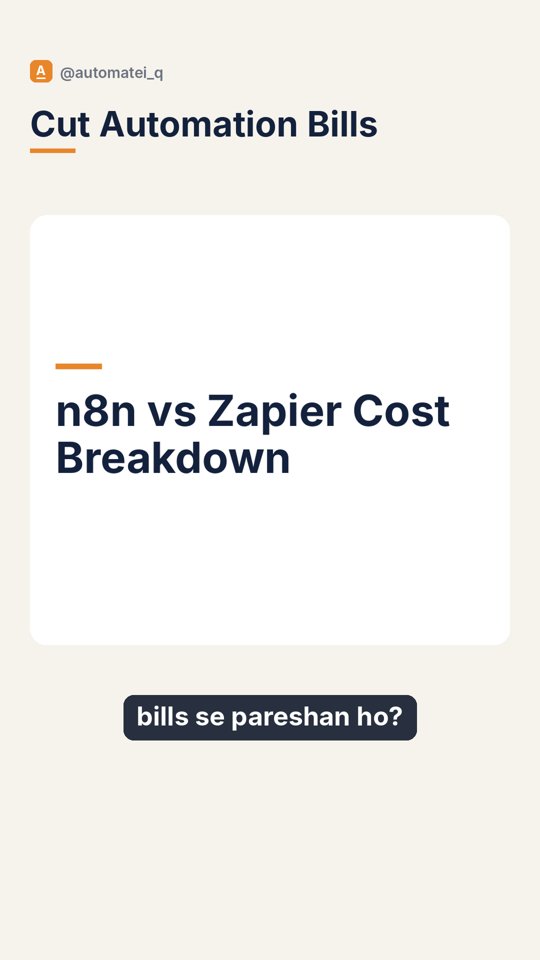 A
@automatei_q
Cut Automation Bills
n8n vs Zapier Cost
Breakdown
bills se pareshan ho?